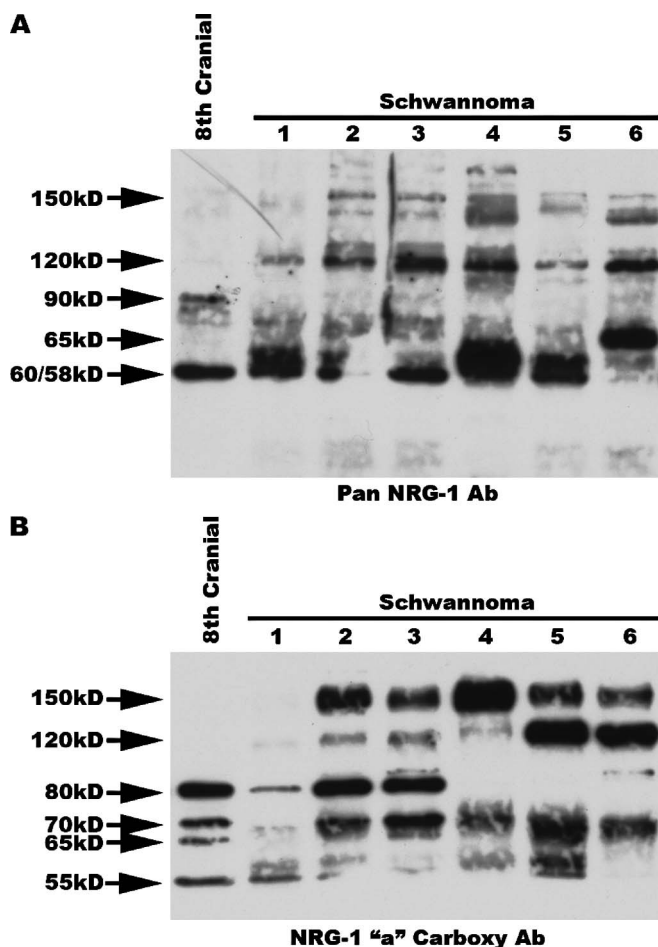 A
8th Cranial
Schwannoma
1 2 3 4 5 6
150kD
120kD
90kD
65kD
60/58kD
Pan NRG-1 Ab
B
8th Cranial
Schwannoma
1 2 3 4 5 6
150kD
120kD
80kD
70kD
65kD
55kD
NRG-1 “a” Carboxy Ab